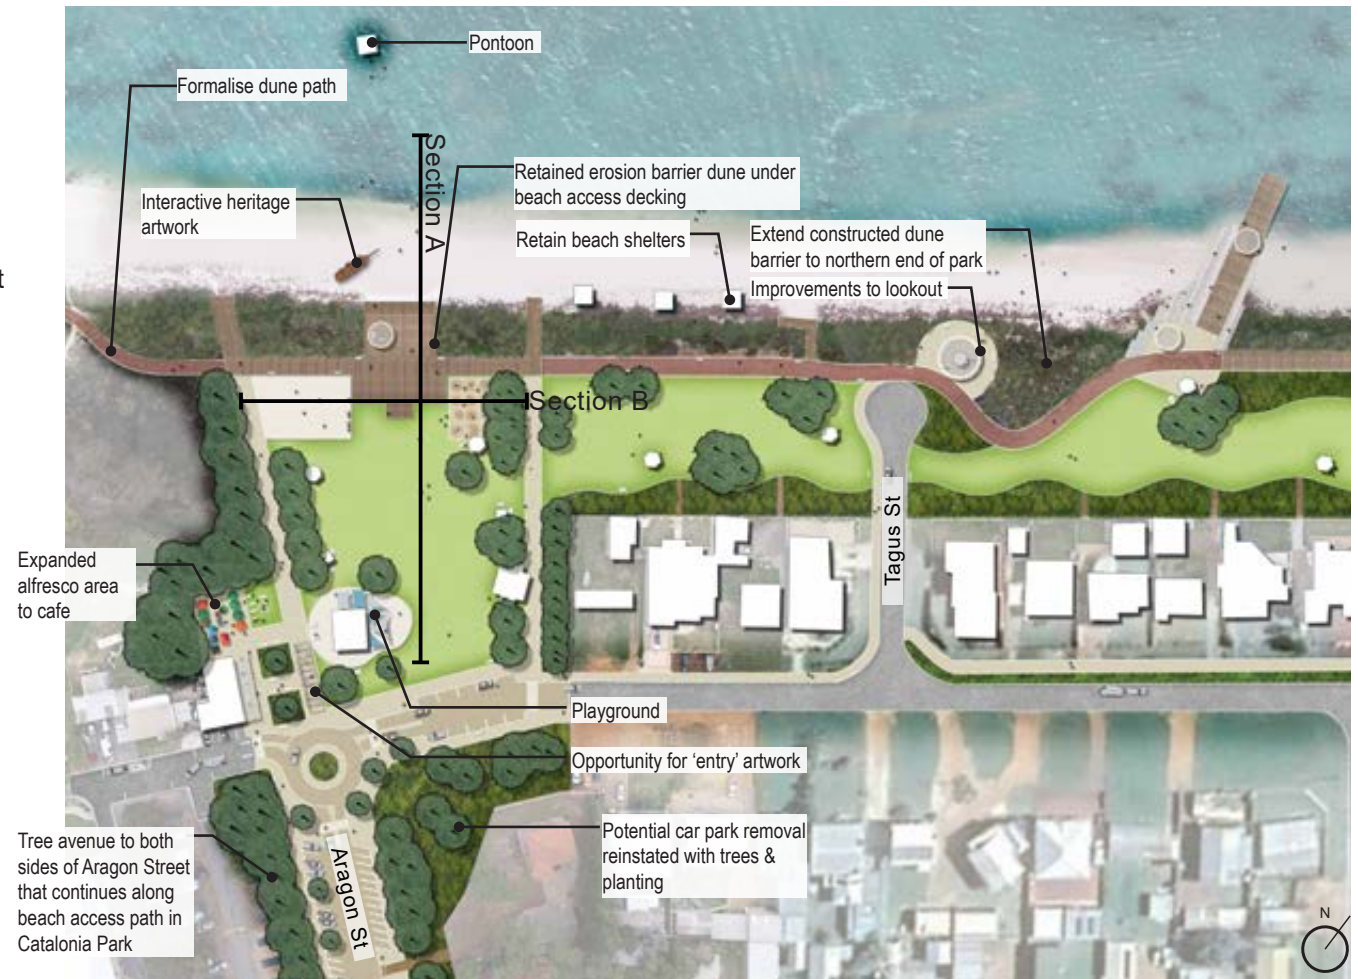 Pontoon
Formalise dune path
Section A
Retained erosion barrier dune under
beach access decking
Interactive heritage
artwork
Retain beach shelters
Extend constructed dune
barrier to northern end of park
Improvements to lookout
t
Section B
Tagus St
Expanded
alfresco area
to cafe
Playground
Opportunity for ‘entry’ artwork
Potential car park removal
reinstated with trees &
planting
Tree avenue to both
sides of Aragon Street
that continues along
beach access path in
Catalonia Park
Aragon St
N